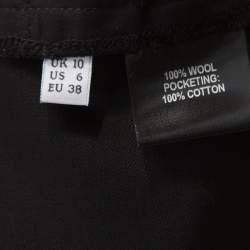 UK 10
US 6
EU 38
100% WOOL
POCKETING:
100% COTTON